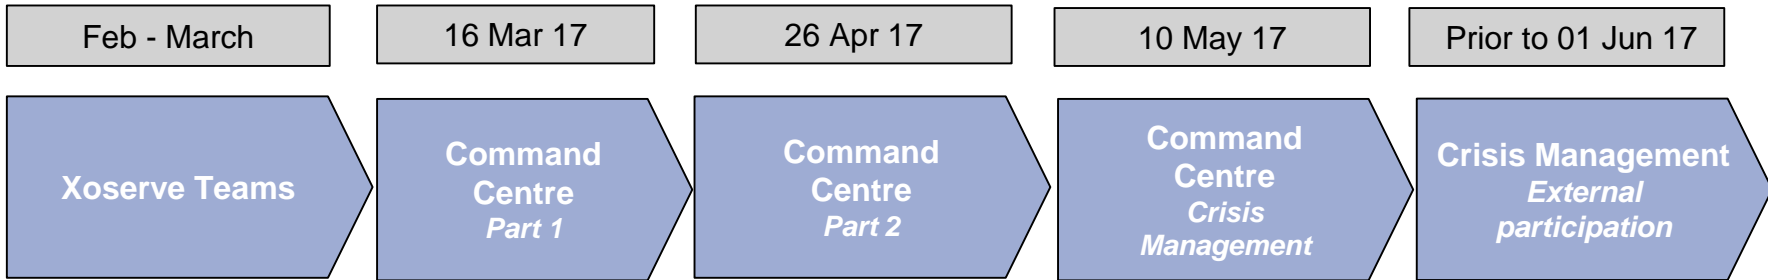 Feb - March
16 Mar 17
26 Apr 17
10 May 17
Prior to 01 Jun 17
Xoserve Teams
Command
Centre
Part 1
Command
Centre
Part 2
Command
Centre
Crisis
Management
Crisis Management
External
participation